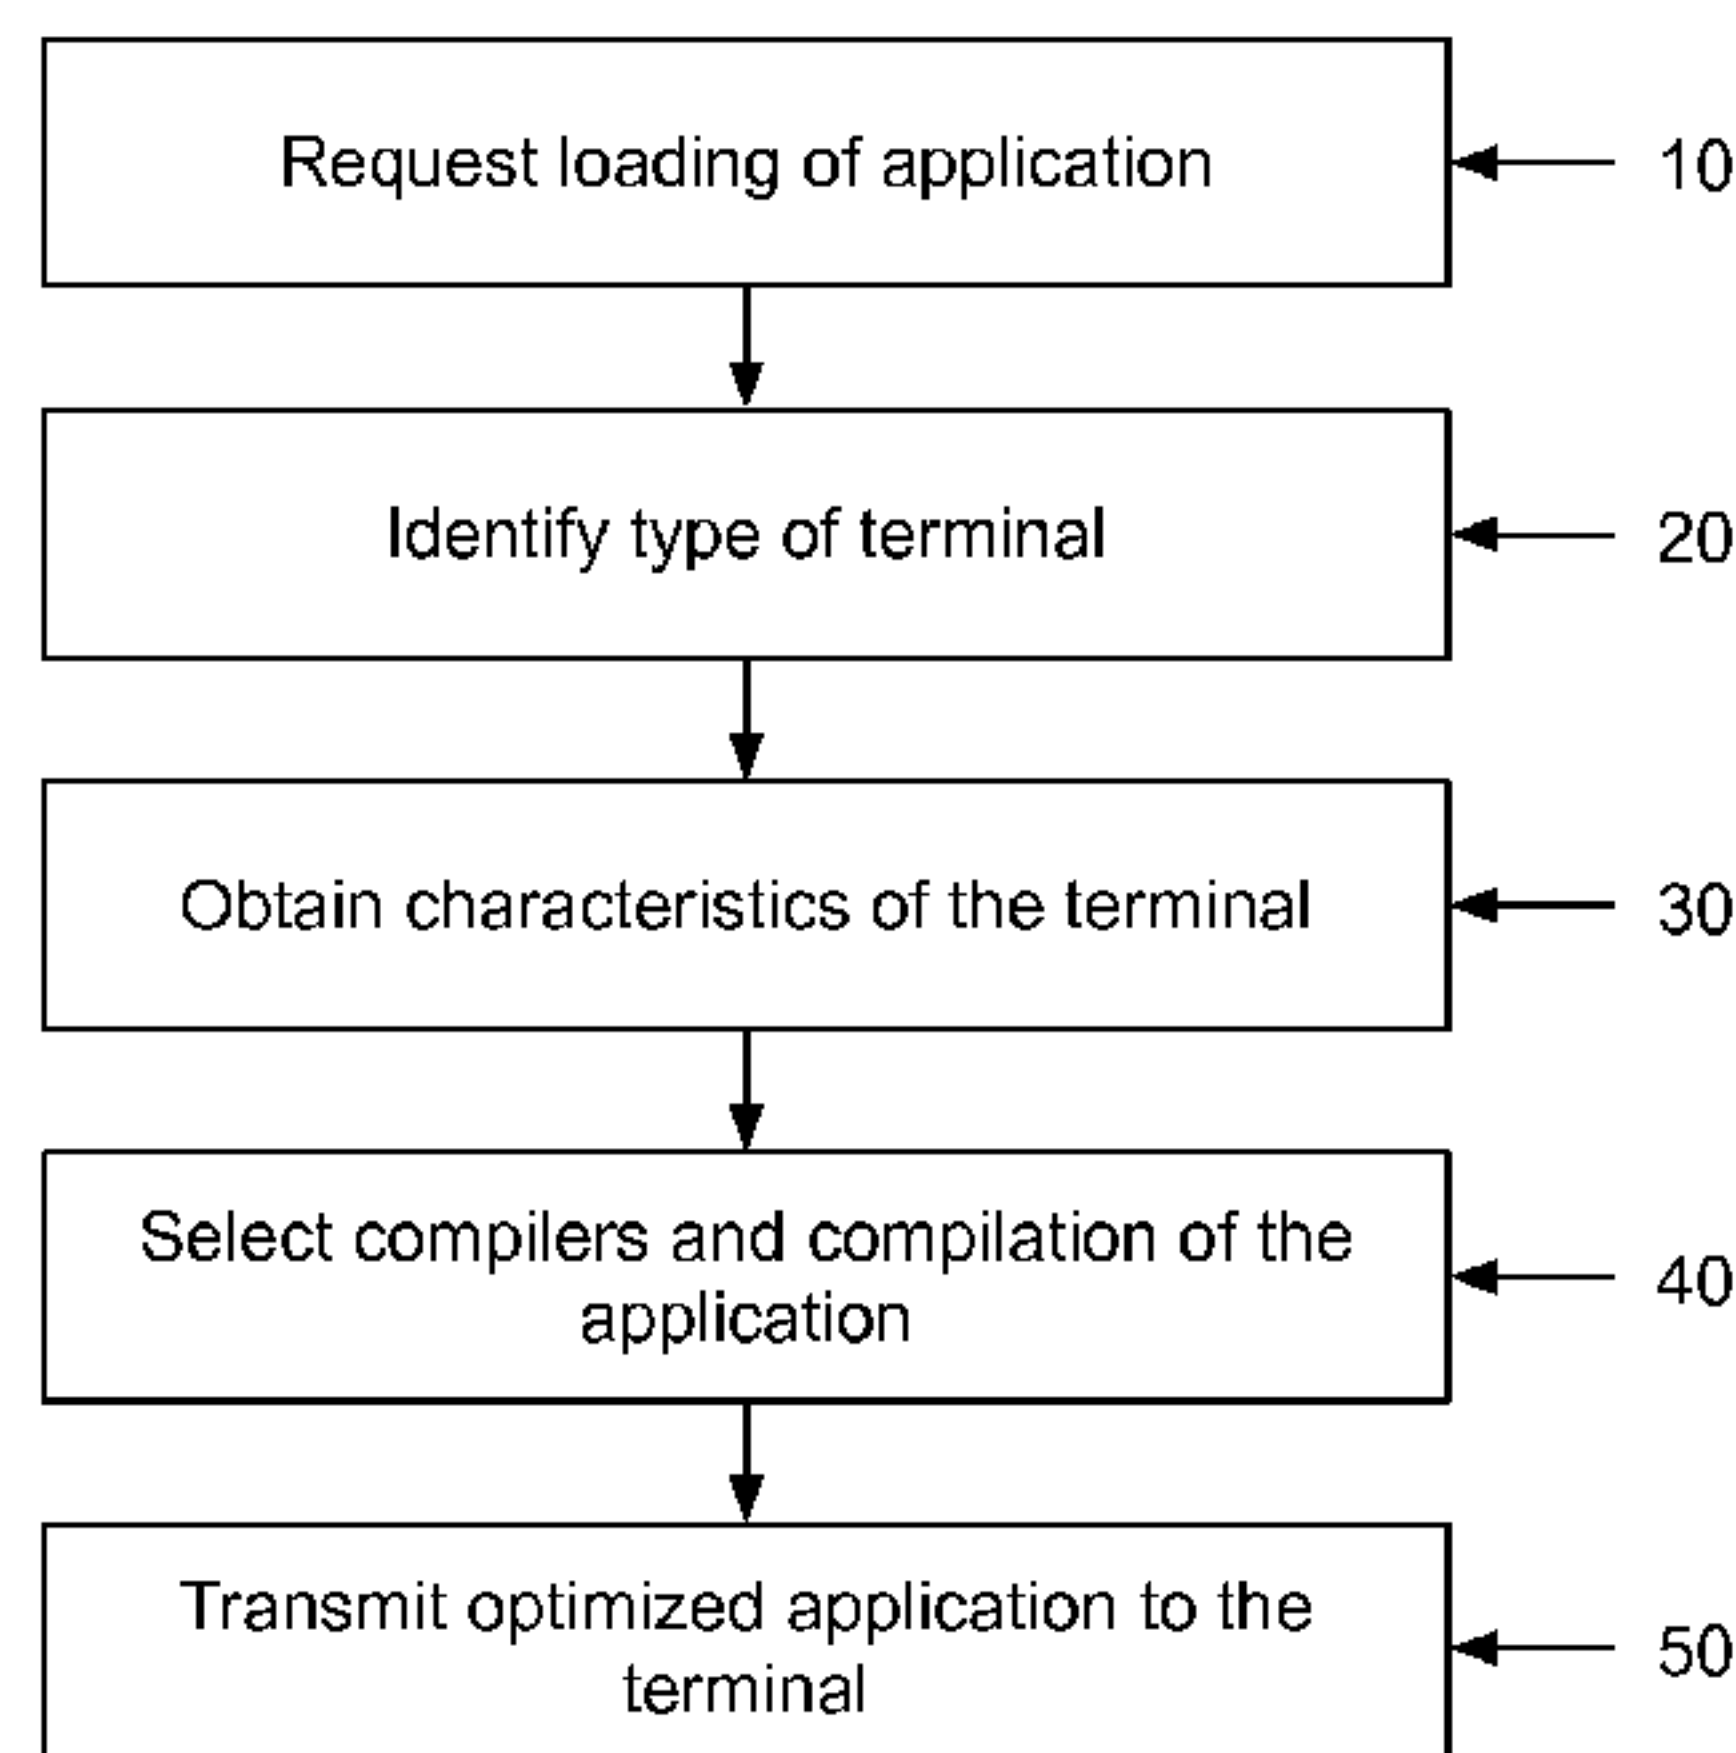 Request loading of application
10
Identify type of terminal
20
Obtain characteristics of the terminal
30
Select compilers and compilation of the
application
40
Transmit optimized application to the
terminal
50